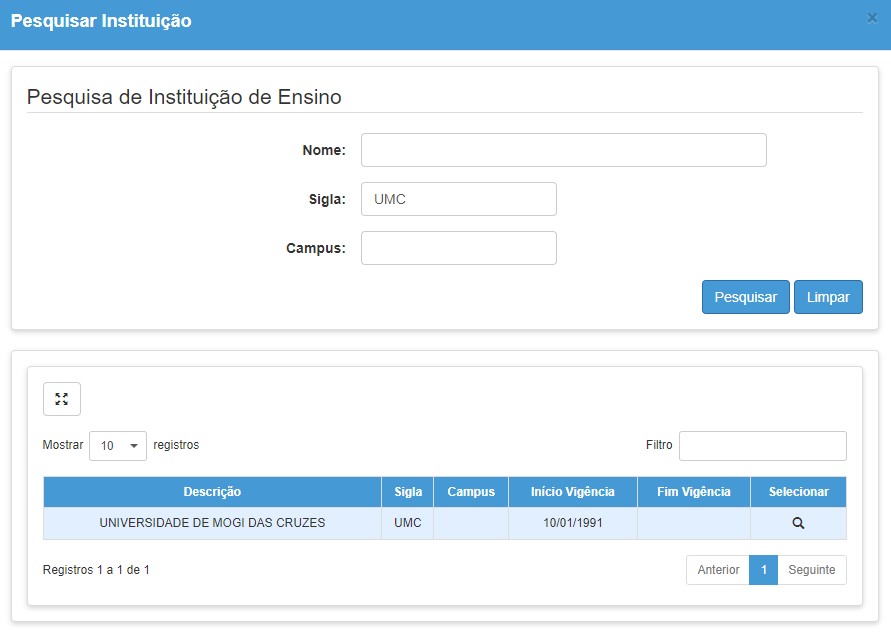 Pesquisar Instituição ×
Pesquisa de Instituição de Ensino
Nome:
Sigla: UMC
Campus:
Pesquisar Limpar
Mostrar 10 registros Filtro
Descrição Sigla Campus Início Vigência Fim Vigência Selecionar
UNIVERSIDADE DE MOGI DAS CRUZES UMC 10/01/1991
Registros 1 a 1 de 1 Anterior 1 Seguinte